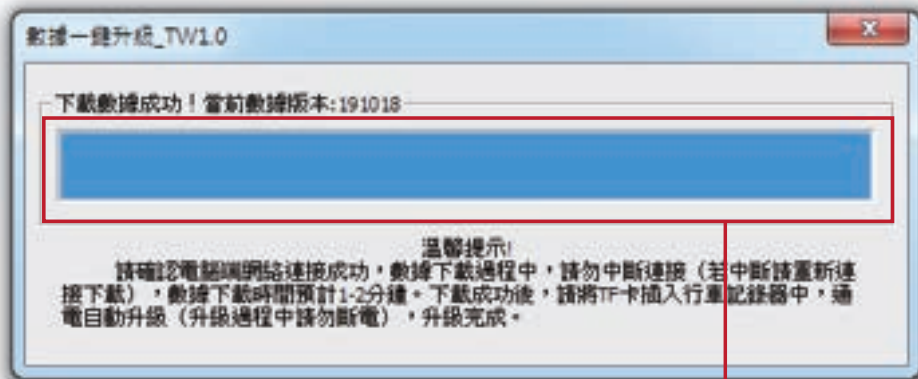 數據一鍵升級_TW1.0
下載數據成功！當前數據版本:191018
溫馨提示!
請確認電腦端網絡連接成功，數據下載過程中，請勿中斷連接（若中斷請重新連
接下載），數據下載時間預計1-2分鐘。下載成功後，請將TF卡插入行車記錄器中，通
電自動升級（升級過程中請勿斷電），升級完成。